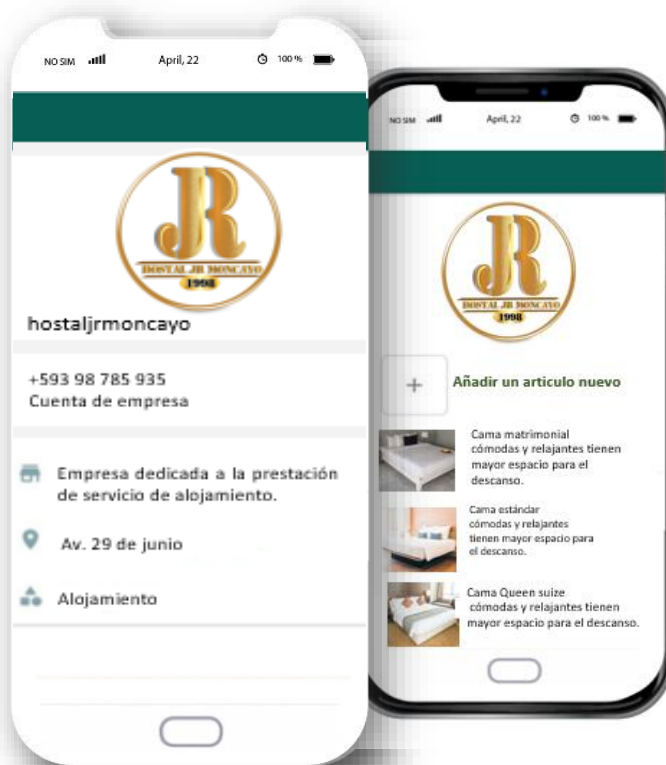 NO SIM
April, 22
100 %
JR
HOSTAL JR MONCAYO
1998
hostaljrmoncayo
+593 98 785 935
Cuenta de empresa
Empresa dedicada a la prestación
de servicio de alojamiento.
Av. 29 de junio
Alojamiento
NO SIM
April, 22
100 %
JR
HOSTAL JR MONCAYO
1998
+
Añadir un articulo nuevo
Cama matrimonial
cómodas y relajantes tienen
mayor espacio para el
descanso.
Cama estándar
cómodas y relajantes
tienen mayor espacio para
el descanso.
Cama Queen suize
cómodas y relajantes tienen
mayor espacio para el descanso.